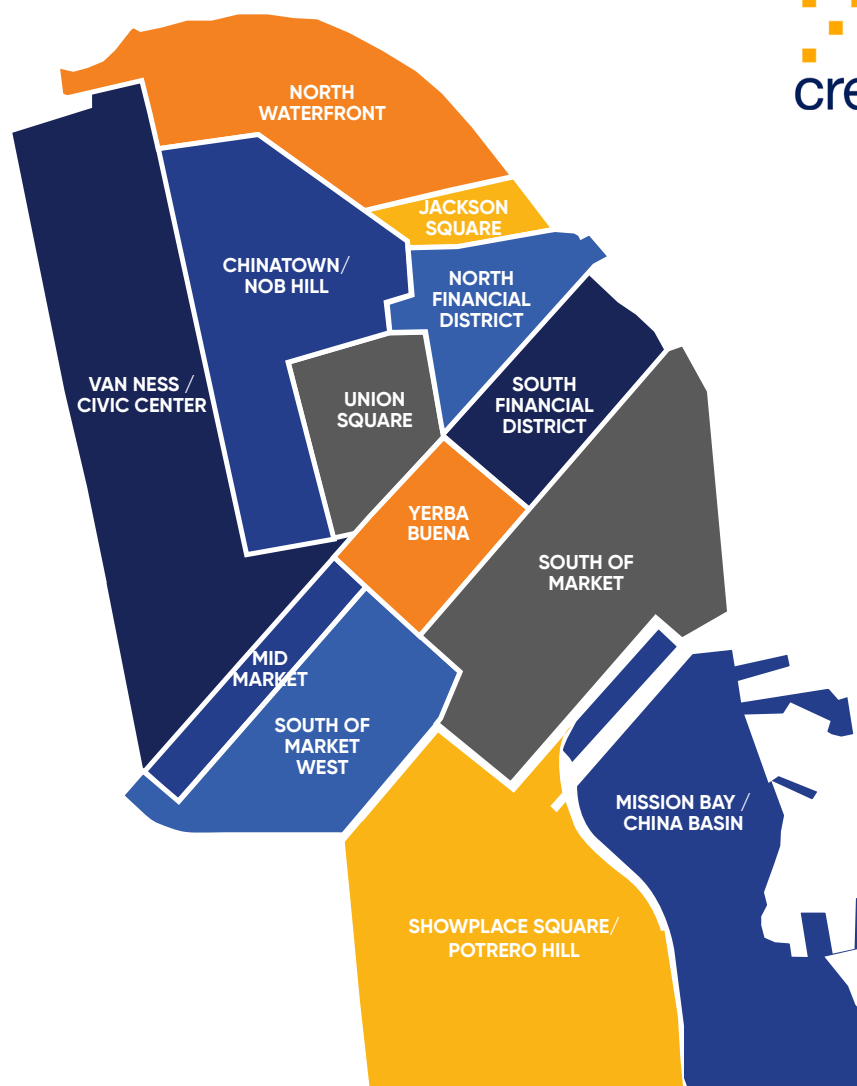 cre
NORTH
WATERFRONT
JACKSON
SQUARE
CHINATOWN/
NOB HILL
NORTH
FINANCIAL
DISTRICT
VAN NESS /
CIVIC CENTER
UNION
SQUARE
SOUTH
FINANCIAL
DISTRICT
YERBA
BUENA
SOUTH OF
MARKET
MID
MARKET
SOUTH OF
MARKET
WEST
MISSION BAY /
CHINA BASIN
SHOWPLACE SQUARE/
POTRERO HILL